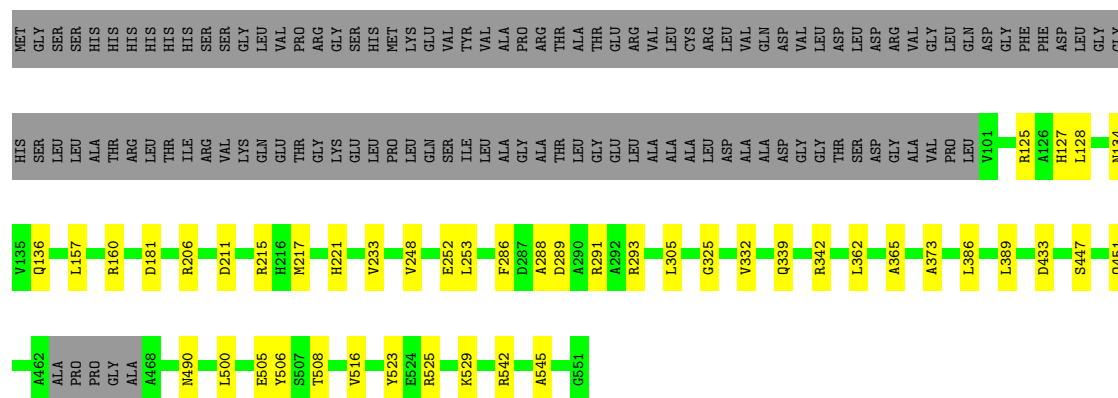 MET GLY SER SER HIS HIS HIS HIS HIS HIS SER SER GLY LEU VAL PRO ARG GLY SER HIS MET LYS GLU VAL TYR VAL ALA PRO ARG THR ALA THR GLU ARG VAL LEU CYS ARG LEU VAL GLN ASP VAL LEU ASP LEU ASP ARG VAL GLY LEU GLN ASP GLY PHE PHE ASP LEU GLY GLY
HIS SER LEU LEU ALA THR ARG LEU THR ILE ARG VAL LYS GLN GLU THR GLY LYS GLU LEU PRO LEU GLN SER ILE LEU ALA GLY ALA THR LEU GLY GLU LEU ALA ALA ALA LEU ASP ALA ALA ASP GLY GLY THR SER ASP GLY ALA VAL PRO LEU V101 R125 A126 H127 L128 N134
V135 Q136 L157 R160 D181 R206 D211 R215 H216 M217 H221 V233 V248 E252 L253 F286 D287 A288 D289 A290 R291 A292 R293 L305 G325 V332 Q339 R342 L362 A365 A373 L386 L389 D433 S447
A462 ALA PRO PRO GLY ALA A468 N490 L500 E505 Y506 S507 T508 V516 Y523 E524 R525 K529 R542 A545 G551